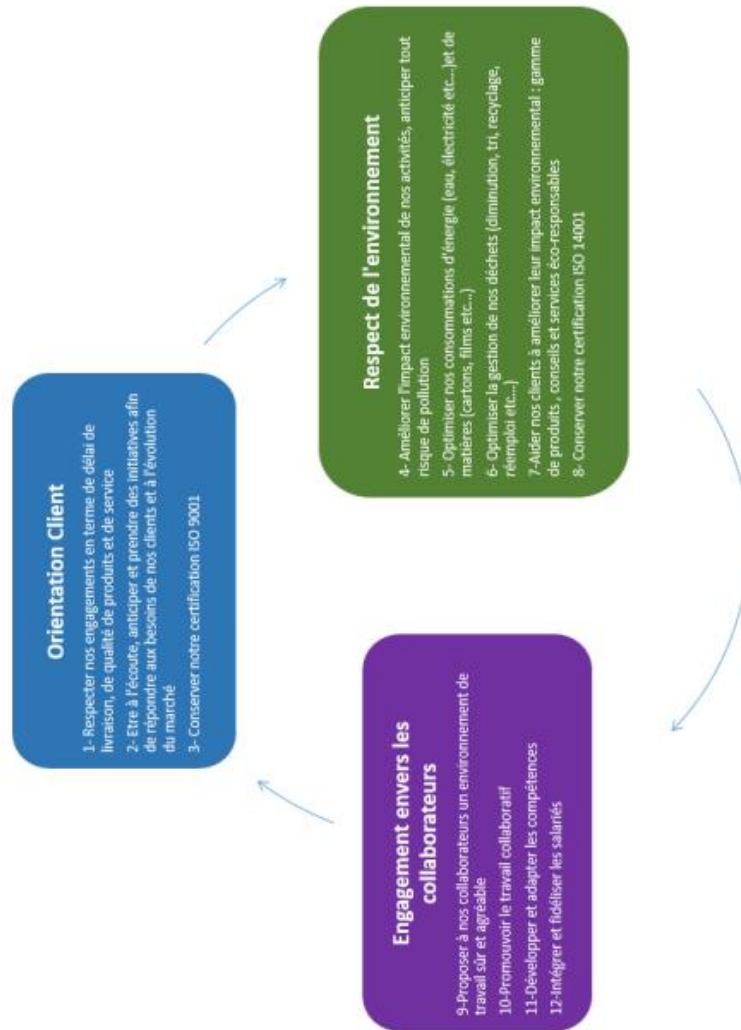 Orientation Client
1- Respecter nos engagements en terme de délai de
livraison, de qualité de produits et de service
2- Etre à l'écoute, anticiper et prendre des initiatives afin
de répondre aux besoins de nos clients et à l'évolution
du marché
3- Conserver notre certification ISO 9001
Respect de l'environnement
4- Améliorer l'impact environnemental de nos activités, anticiper tout
risque de pollution
5- Optimiser nos consommations d'énergie (eau, électricité etc...)et de
matières (cartons, films etc...)
6- Optimiser la gestion de nos déchets (diminution, tri, recyclage,
réemploi etc...)
7-Aider nos clients à améliorer leur impact environnemental : gamme
de produits , conseils et services éco-responsables
8- Conserver notre certification ISO 14001
Engagement envers les
collaborateurs
9-Proposer à nos collaborateurs un environnement de
travail sûr et agréable
10-Promouvoir le travail collaboratif
11-Développer et adapter les compétences
12-Intégrer et fidéliser les salariés